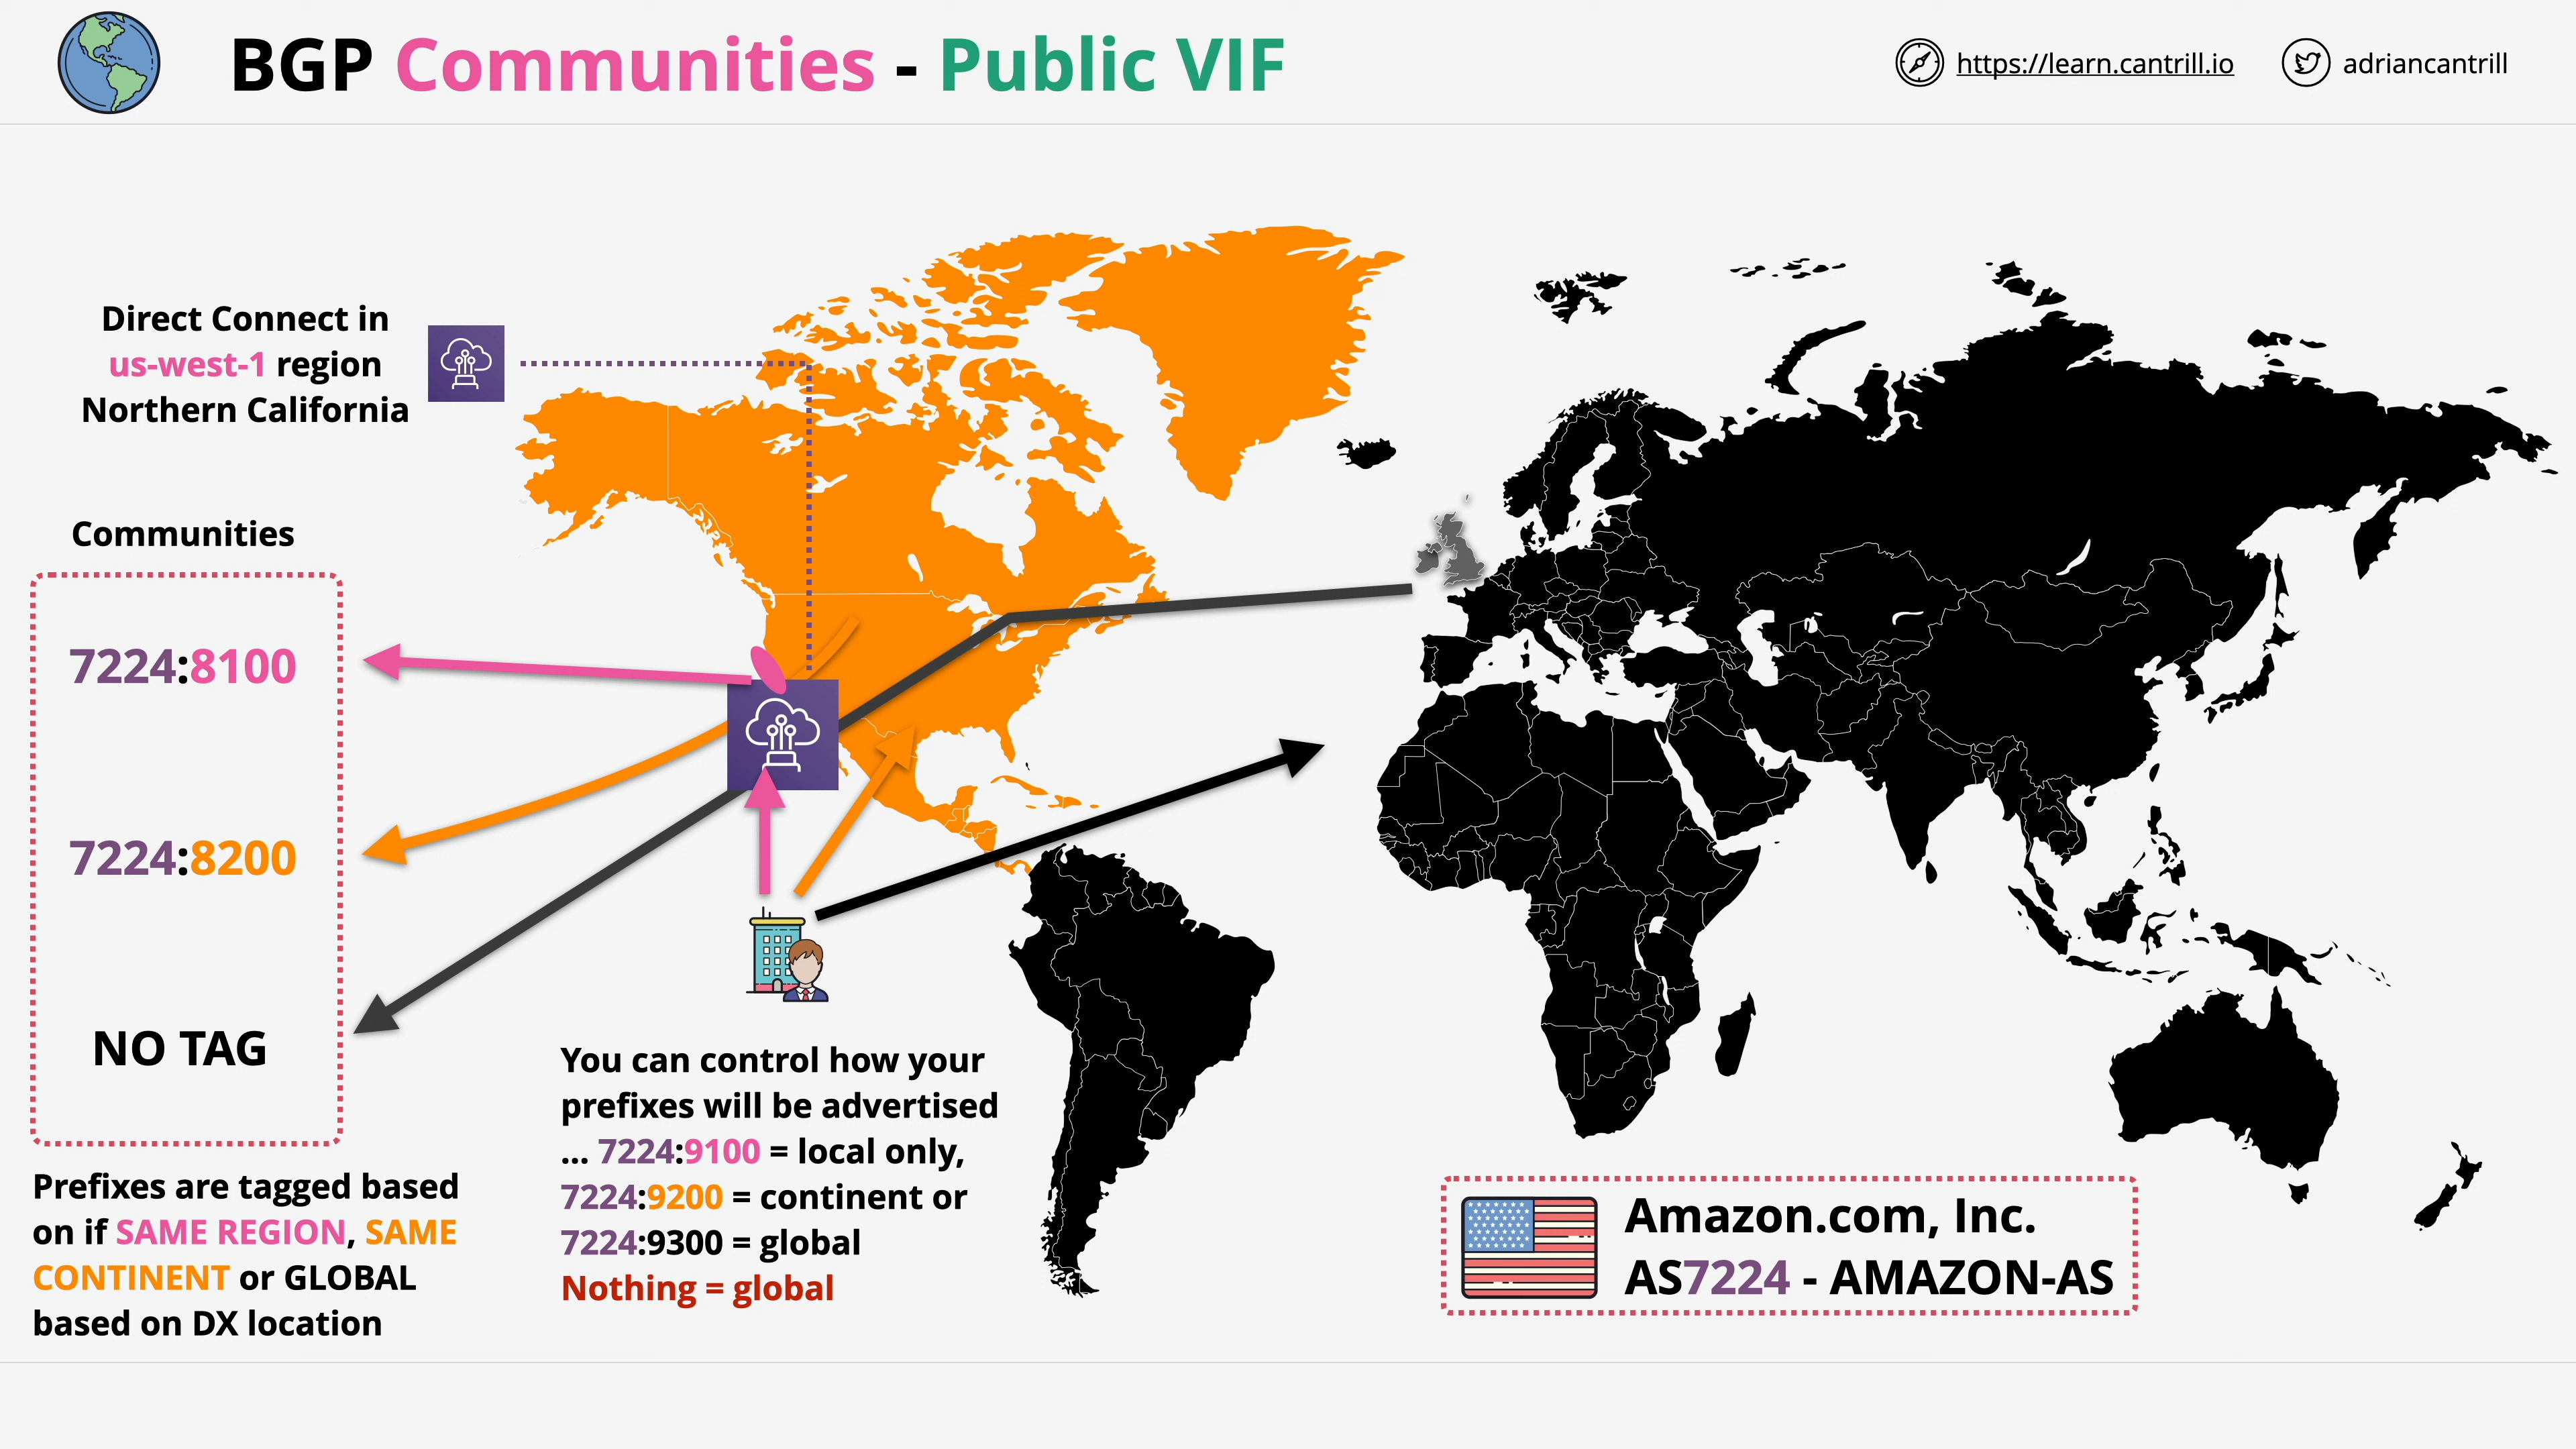 BGP Communities - Public VIF
https://learn.cantrill.io
adriancantrill
Direct Connect in
us-west-1 region
Northern California
Communities
7224:8100
7224:8200
NO TAG
Prefixes are tagged based
on if SAME REGION, SAME
CONTINENT or GLOBAL
based on DX location
You can control how your
prefixes will be advertised
... 7224:9100 = local only,
7224:9200 = continent or
7224:9300 = global
Nothing = global
Amazon.com, Inc.
AS7224 - AMAZON-AS